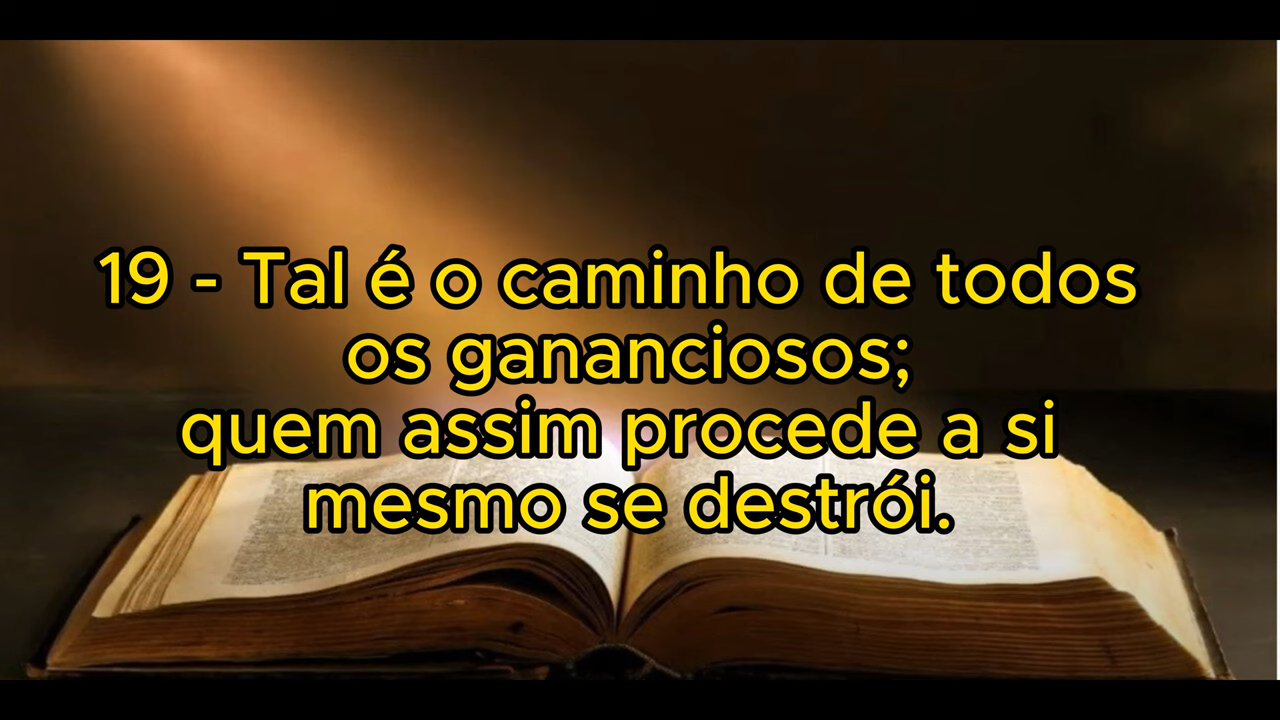 19 - Tal é o caminho de todos
os gananciosos;
quem assim procede a si
mesmo se destrói.